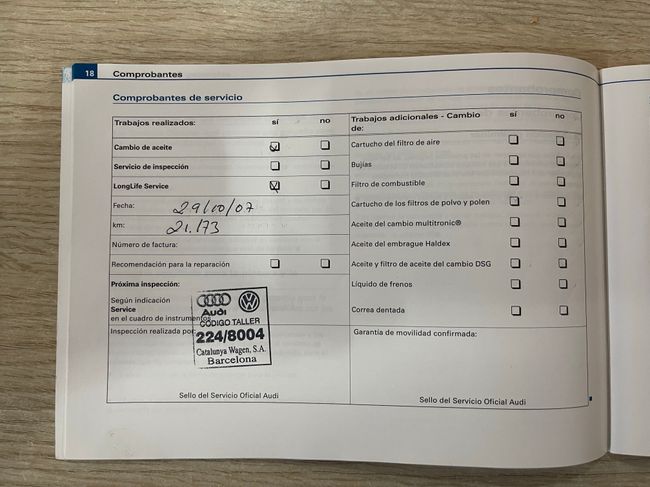 18 Comprobantes
Comprobantes de servicio
Trabajos realizados: sí no
Cambio de aceite
Servicio de inspección
LongLife Service
Fecha: 29/10/07
km: 21.173
Número de factura:
Recomendación para la reparación
Próxima inspección:
Según indicación
Service
en el cuadro de instrumentos
Inspección realizada por:
Audi
CÓDIGO TALLER
224/8004
Catalunya Wagen, S.A.
Barcelona
Sello del Servicio Oficial Audi
Trabajos adicionales - Cambio sí no
de:
Cartucho del filtro de aire
Bujías
Filtro de combustible
Cartucho de los filtros de polvo y polen
Aceite del cambio multitronic®
Aceite del embrague Haldex
Aceite y filtro de aceite del cambio DSG
Líquido de frenos
Correa dentada
Garantía de movilidad confirmada:
Sello del Servicio Oficial Audi